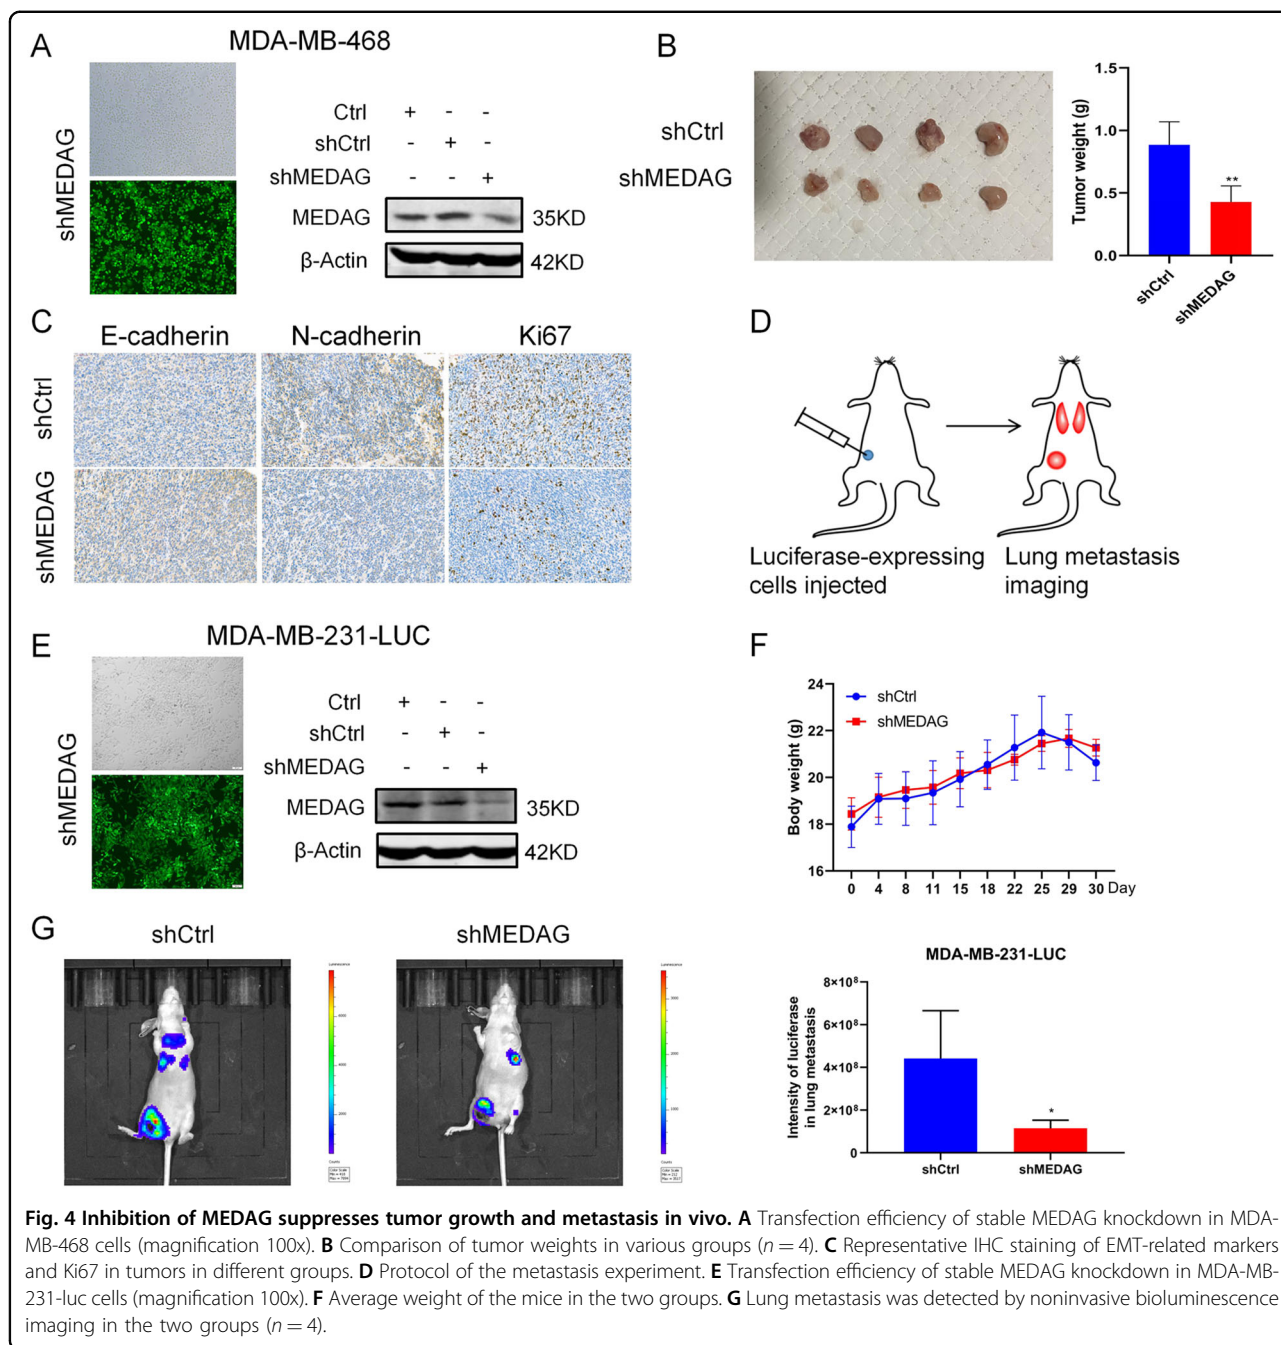 A
MDA-MB-468
shMEDAG
Ctrl + - -
shCtrl - + -
shMEDAG - - +
MEDAG 35KD
β-Actin 42KD
B
shCtrl
shMEDAG
Tumor weight (g)
1.5
1.0
0.5
0.0
**
shCtrl
shMEDAG
C
E-cadherin N-cadherin Ki67
shCtrl
shMEDAG
D
Luciferase-expressing
cells injected
Lung metastasis
imaging
E
MDA-MB-231-LUC
shMEDAG
Ctrl + - -
shCtrl - + -
shMEDAG - - +
MEDAG 35KD
β-Actin 42KD
F
Body weight (g)
24
22
20
18
16
shCtrl
shMEDAG
0 4 8 11 15 18 22 25 29 30 Day
G
shCtrl
shMEDAG
Luminescence
Counts
Color Scale
Luminescence
Counts
Color Scale
MDA-MB-231-LUC
Intensity of luciferase
in lung metastasis
8×10⁸
6×10⁸
4×10⁸
2×10⁸
0
*
shCtrl shMEDAG
Fig. 4 Inhibition of MEDAG suppresses tumor growth and metastasis in vivo. A Transfection efficiency of stable MEDAG knockdown in MDA-
MB-468 cells (magnification 100x). B Comparison of tumor weights in various groups (n = 4). C Representative IHC staining of EMT-related markers
and Ki67 in tumors in different groups. D Protocol of the metastasis experiment. E Transfection efficiency of stable MEDAG knockdown in MDA-MB-
231-luc cells (magnification 100x). F Average weight of the mice in the two groups. G Lung metastasis was detected by noninvasive bioluminescence
imaging in the two groups (n = 4).